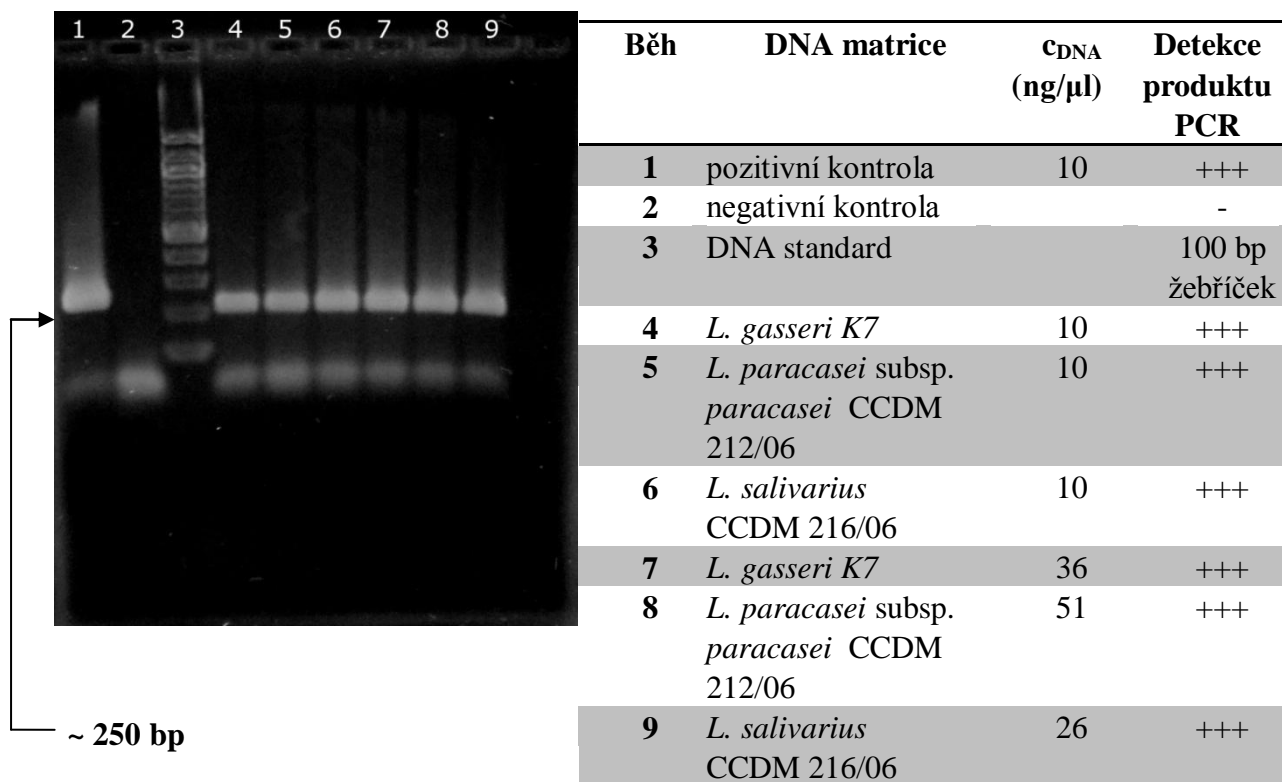 1 2 3 4 5 6 7 8 9
Běh DNA matrice cDNA Detekce
(ng/µl) produktu
PCR
1 pozitivní kontrola 10 +++
2 negativní kontrola -
3 DNA standard 100 bp
žebříček
4 L. gasseri K7 10 +++
5 L. paracasei subsp. 10 +++
paracasei CCDM
212/06
6 L. salivarius 10 +++
CCDM 216/06
7 L. gasseri K7 36 +++
8 L. paracasei subsp. 51 +++
paracasei CCDM
212/06
~ 250 bp
9 L. salivarius 26 +++
CCDM 216/06